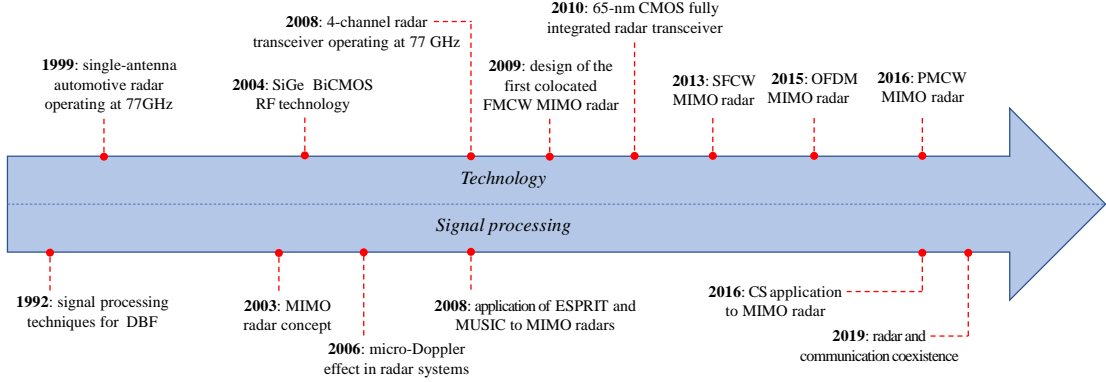 1999: single-antenna
automotive radar
operating at 77GHz
2004: SiGe BiCMOS
RF technology
2008: 4-channel radar
transceiver operating at 77 GHz
2009: design of the
first colocated
FMCW MIMO radar
2010: 65-nm CMOS fully
integrated radar transceiver
2013: SFCW
MIMO radar
2015: OFDM
MIMO radar
2016: PMCW
MIMO radar
Technology
Signal processing
1992: signal processing
techniques for DBF
2003: MIMO
radar concept
2006: micro-Doppler
effect in radar systems
2008: application of ESPRIT and
MUSIC to MIMO radars
2016: CS application
to MIMO radar
2019: radar and
communication coexistence